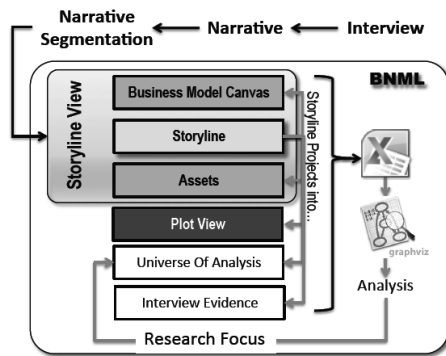 Narrative
Segmentation
Narrative
Interview
BNML
Storyline View
Business Model Canvas
Storyline
Assets
Plot View
Universe Of Analysis
Interview Evidence
Storyline Projects into...
X
graphviz
Analysis
Research Focus